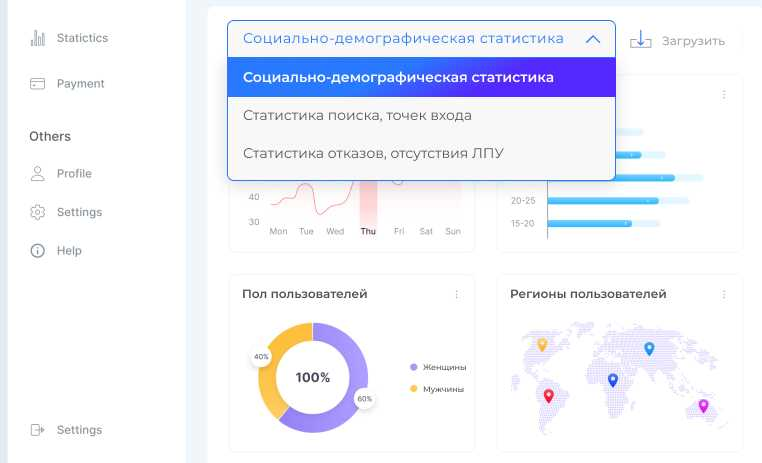 Statictics
Payment
Others
Profile
Settings
Help
Settings
Социально-демографическая статистика
Загрузить
Социально-демографическая статистика
Статистика поиска, точек входа
Статистика отказов, отсутствия ЛПУ
40
30
Mon Tue Wed Thu Fri Sat Sun
20-25
15-20
Пол пользователей
40%
100%
60%
Женщины
Мужчины
Регионы пользователей